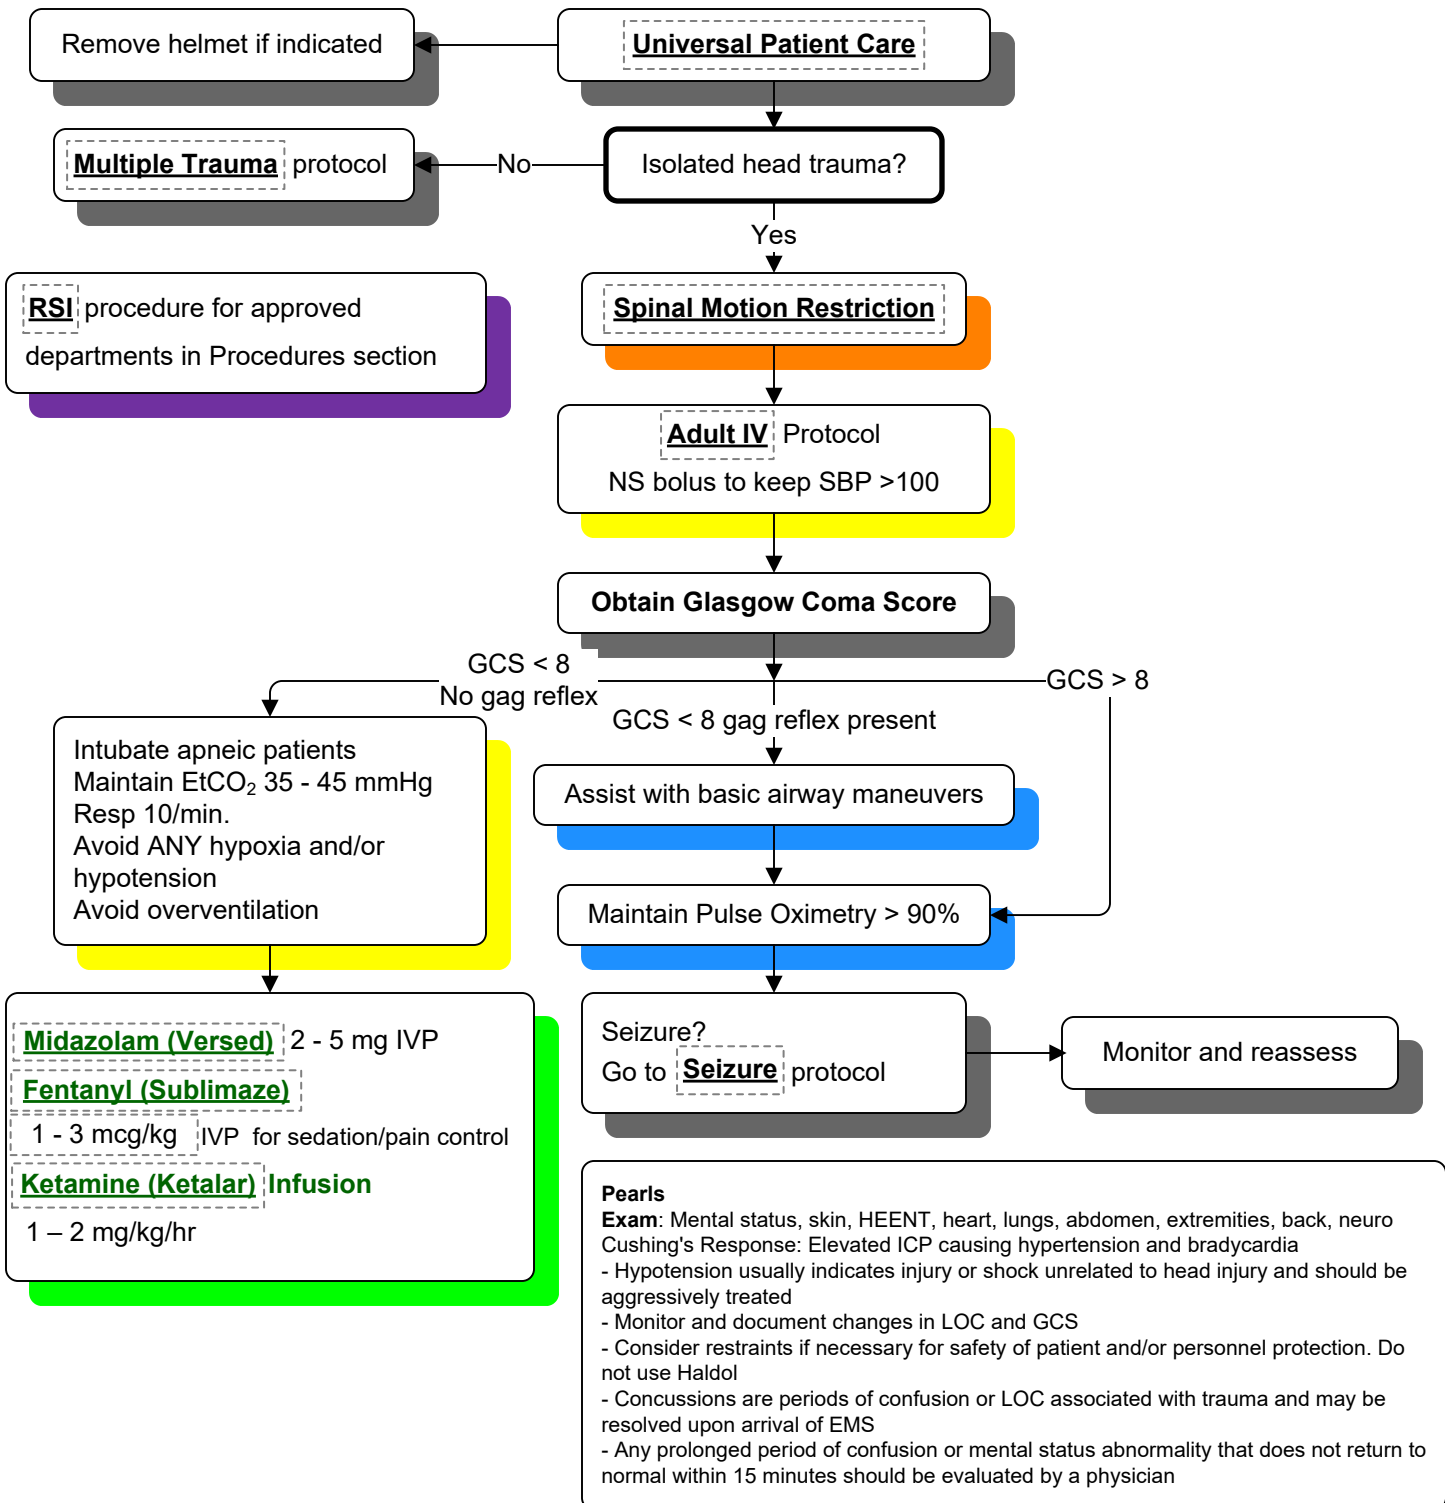 Remove helmet if indicated
Universal Patient Care
Multiple Trauma protocol
No
Isolated head trauma?
Yes
RSI procedure for approved
departments in Procedures section
Spinal Motion Restriction
Adult IV Protocol
NS bolus to keep SBP >100
Obtain Glasgow Coma Score
GCS < 8
No gag reflex
GCS < 8 gag reflex present
GCS > 8
Intubate apneic patients
Maintain EtCO₂ 35 - 45 mmHg
Resp 10/min.
Avoid ANY hypoxia and/or
hypotension
Avoid overventilation
Assist with basic airway maneuvers
Maintain Pulse Oximetry > 90%
Midazolam (Versed) 2 - 5 mg IVP
Fentanyl (Sublimaze)
1 - 3 mcg/kg IVP for sedation/pain control
Ketamine (Ketalar) Infusion
1 – 2 mg/kg/hr
Seizure?
Go to Seizure protocol
Monitor and reassess
Pearls
Exam: Mental status, skin, HEENT, heart, lungs, abdomen, extremities, back, neuro
Cushing's Response: Elevated ICP causing hypertension and bradycardia
- Hypotension usually indicates injury or shock unrelated to head injury and should be
aggressively treated
- Monitor and document changes in LOC and GCS
- Consider restraints if necessary for safety of patient and/or personnel protection. Do
not use Haldol
- Concussions are periods of confusion or LOC associated with trauma and may be
resolved upon arrival of EMS
- Any prolonged period of confusion or mental status abnormality that does not return to
normal within 15 minutes should be evaluated by a physician